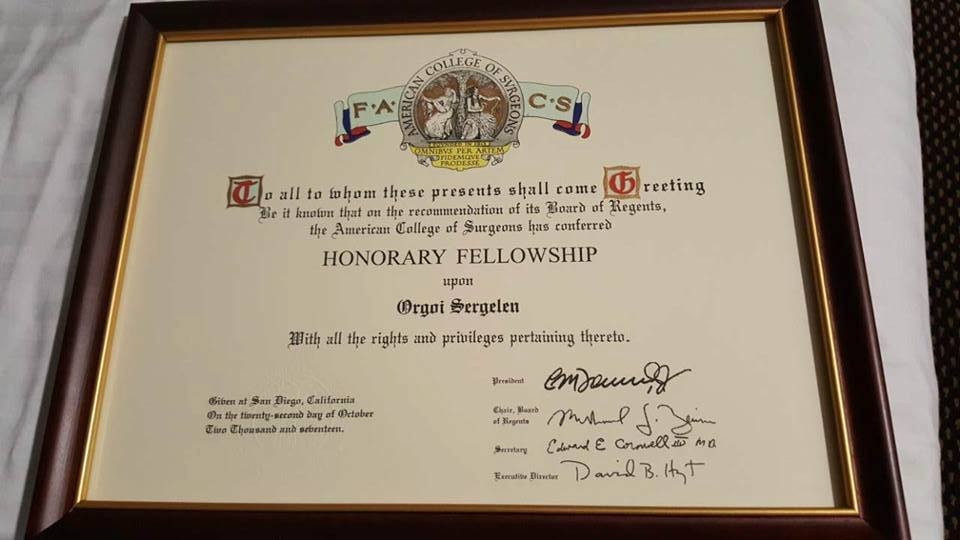 F·A·C·S
AMERICAN COLLEGE OF SVRGEONS
FOUNDED IN 1913
OMNIBVS PER ARTEM
FIDEMQVE
PRODESSE
To all to whom these presents shall come Greeting
Be it known that on the recommendation of its Board of Regents,
the American College of Surgeons has conferred
HONORARY FELLOWSHIP
upon
Orgoi Sergelen
With all the rights and privileges pertaining thereto.
Given at San Diego, California
On the twenty-second day of October
Two Thousand and seventeen.
President
Chair, Board
of Regents
Secretary Edward E Cornwell III MD
Executive Director David B. Hoyt